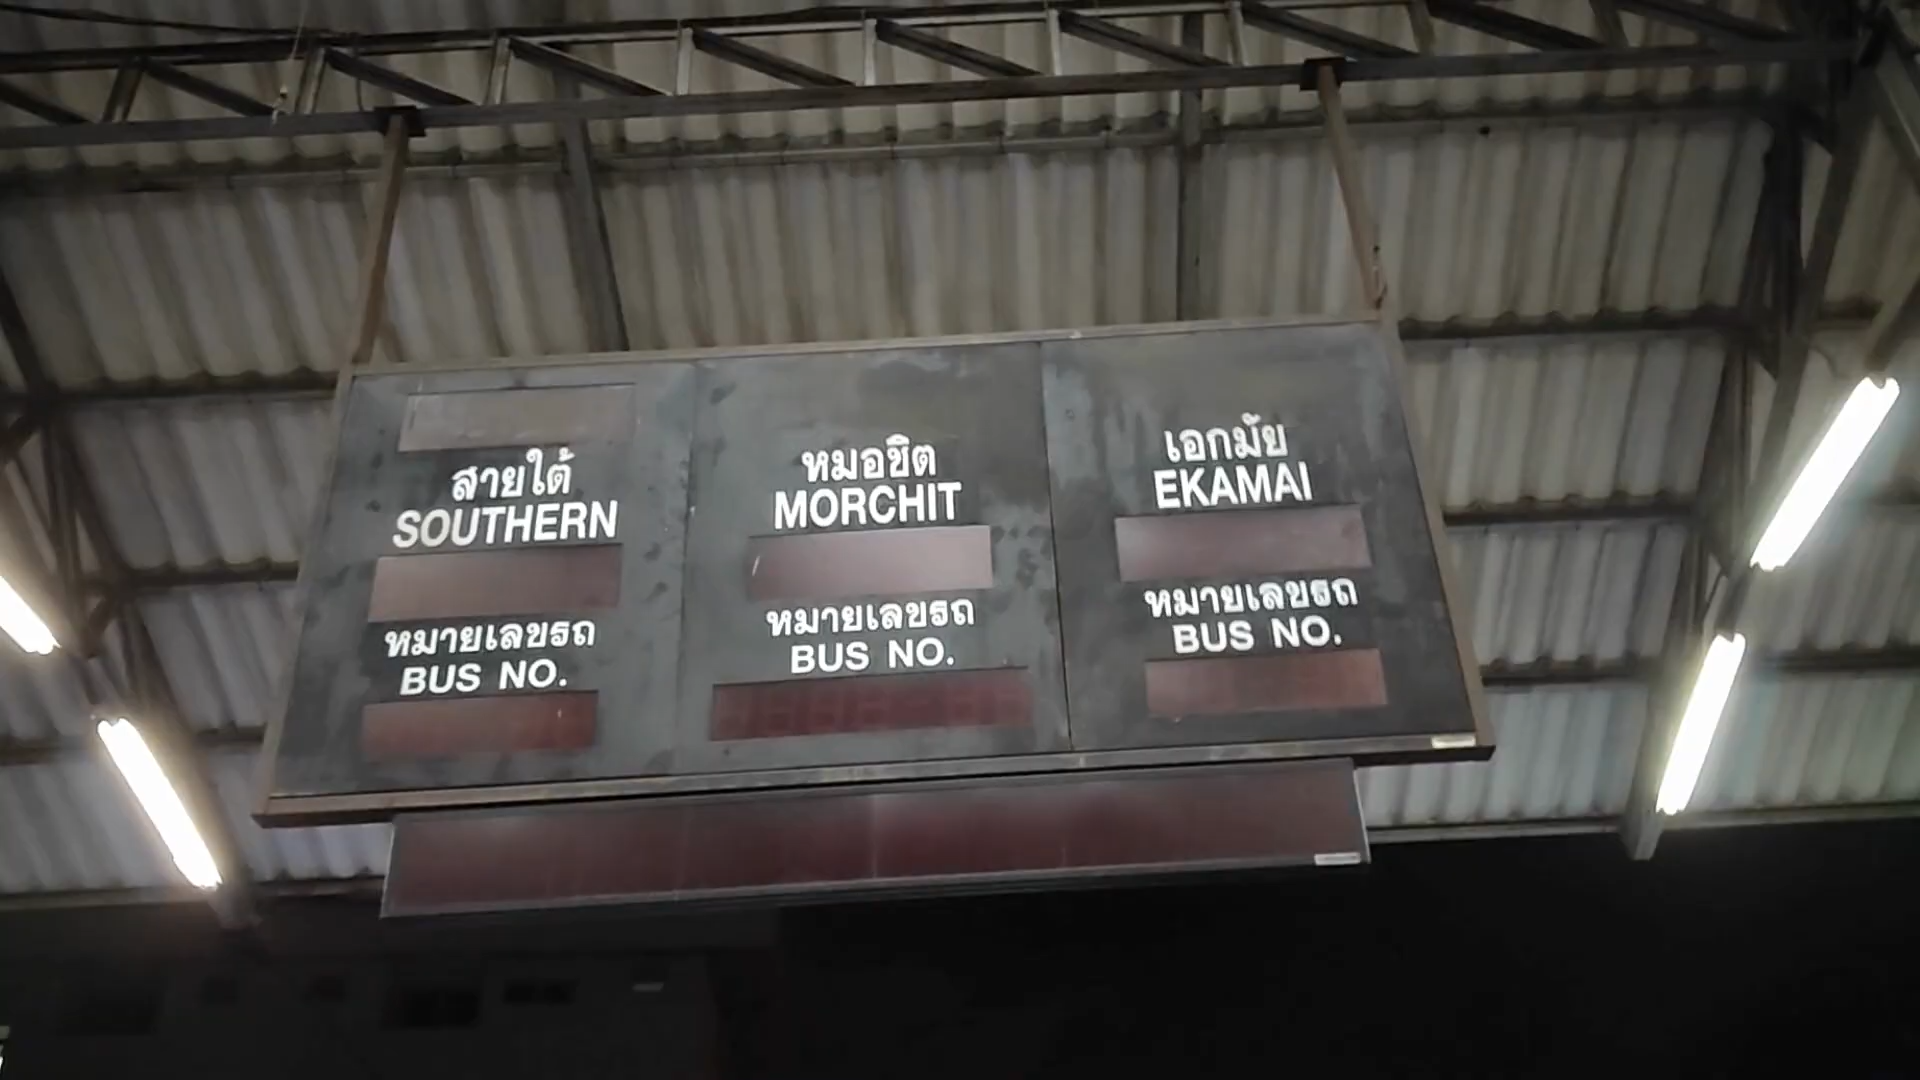 สายใต้
SOUTHERN
หมายเลขรถ
BUS NO.
หมอชิต
MORCHIT
หมายเลขรถ
BUS NO.
เอกมัย
EKAMAI
หมายเลขรถ
BUS NO.